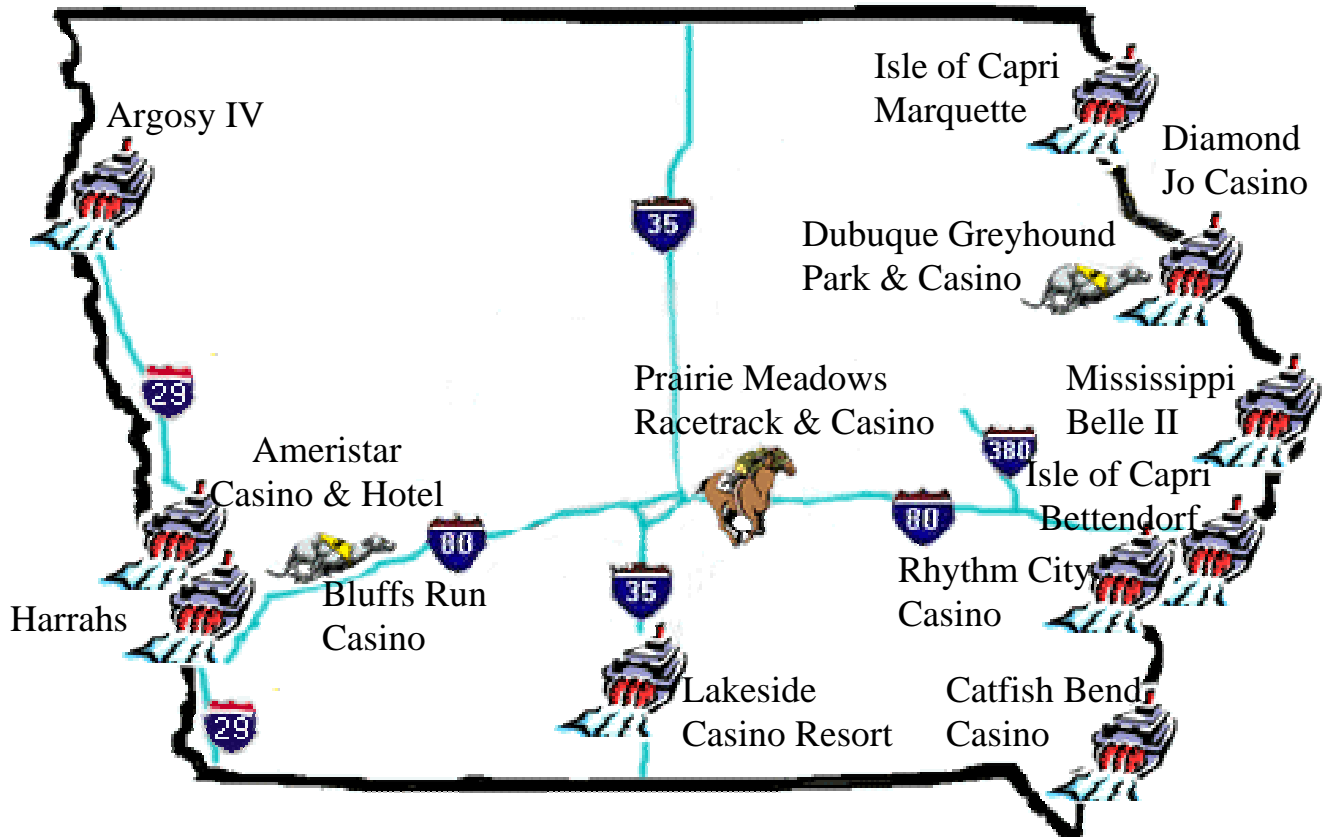 Isle of Capri
Marquette
Argosy IV
Diamond
Jo Casino
35
Dubuque Greyhound
Park & Casino
29
Prairie Meadows
Racetrack & Casino
Mississippi
Belle II
380
Ameristar
Casino & Hotel
Isle of Capri
Bettendorf
80
80
Harrahs
Bluffs Run
Casino
35
Rhythm City
Casino
29
Lakeside
Casino Resort
Catfish Bend
Casino
4